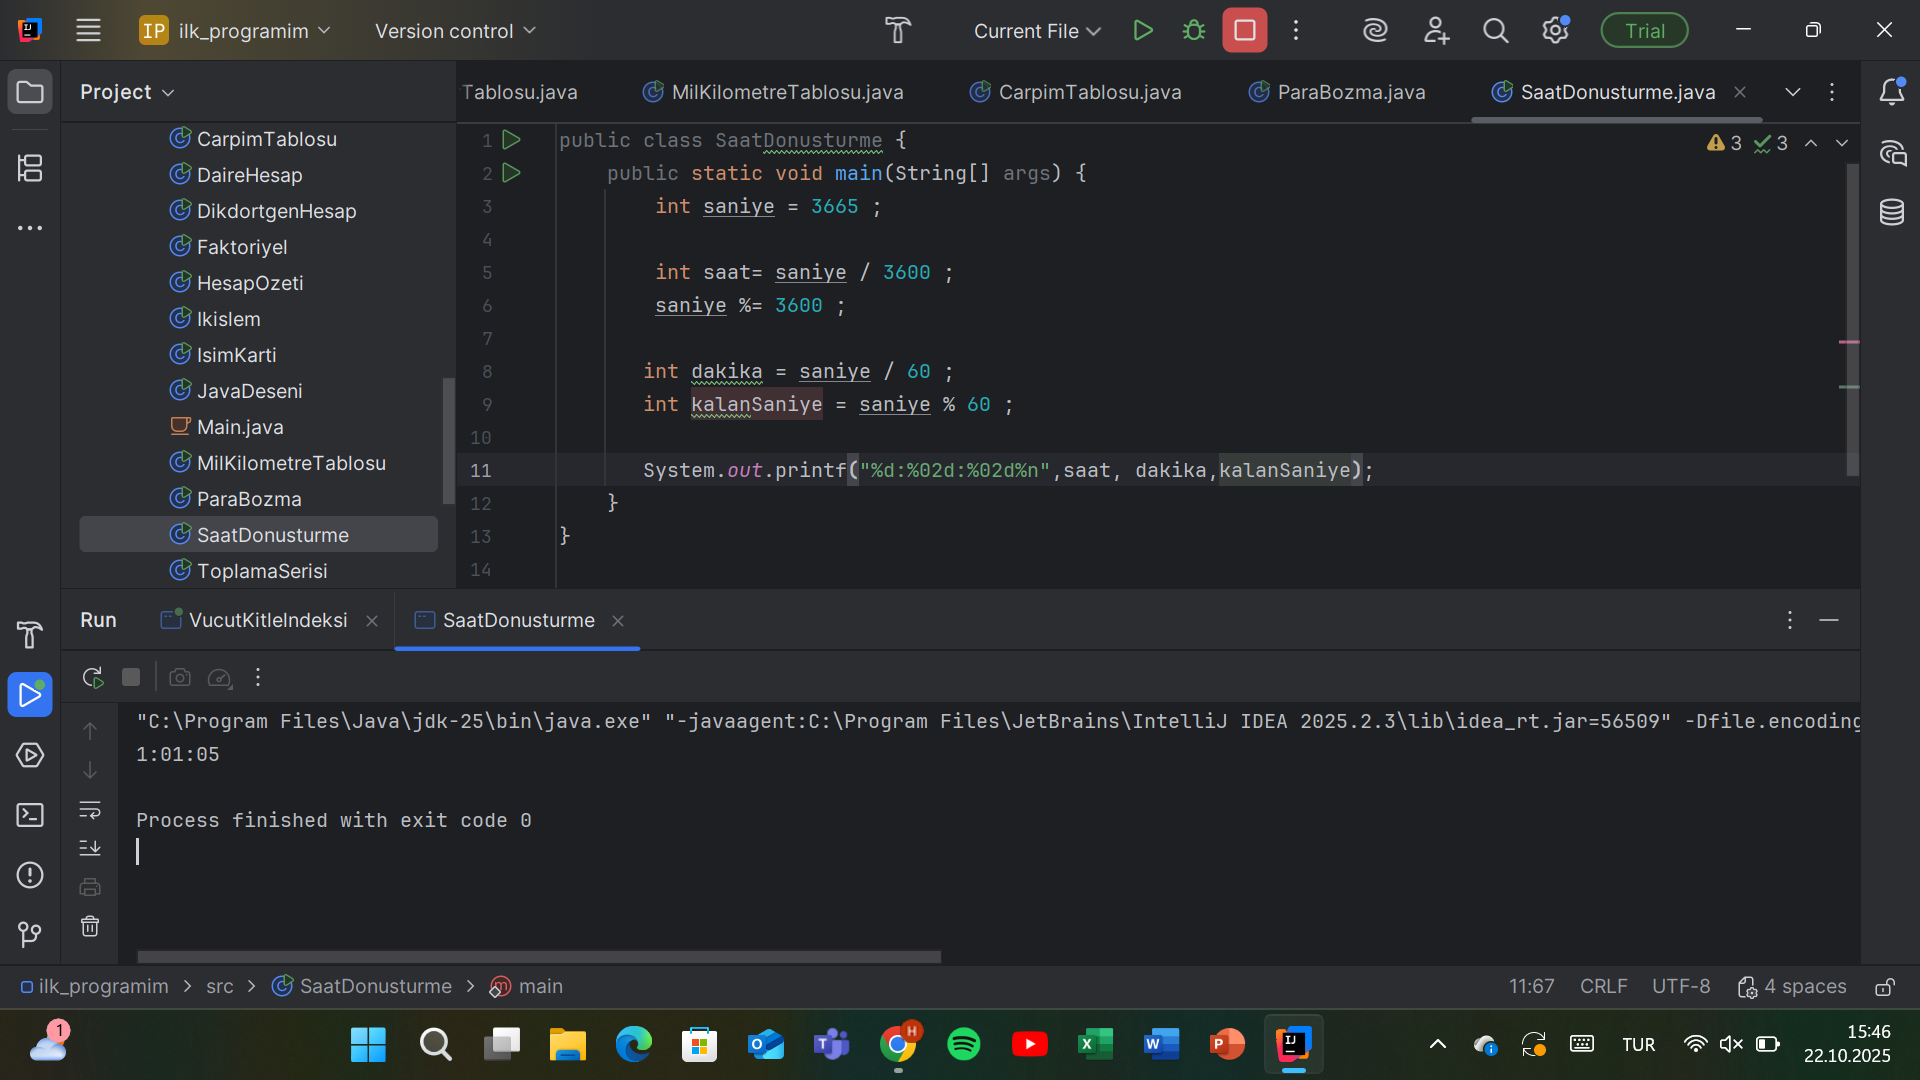 IP ilk_programim Version control Current File Trial
Project
Tablosu.java MilKilometreTablosu.java CarpimTablosu.java ParaBozma.java SaatDonusturme.java
CarpimTablosu
DaireHesap
DikdortgenHesap
Faktoriyel
HesapOzeti
Ikislem
IsimKarti
JavaDeseni
Main.java
MilKilometreTablosu
ParaBozma
SaatDonusturme
ToplamaSerisi
3 3
1 public class SaatDonusturme {
2 public static void main(String[] args) {
3 int saniye = 3665 ;
4
5 int saat= saniye / 3600 ;
6 saniye %= 3600 ;
7
8 int dakika = saniye / 60 ;
9 int kalanSaniye = saniye % 60 ;
10
11 System.out.printf("%d:%02d:%02d%n",saat, dakika,kalanSaniye);
12 }
13 }
14
Run VucutKitleIndeksi SaatDonusturme
"C:\Program Files\Java\jdk-25\bin\java.exe" "-javaagent:C:\Program Files\JetBrains\IntelliJ IDEA 2025.2.3\lib\idea_rt.jar=56509" -Dfile.encoding
1:01:05
Process finished with exit code 0
ilk_programim > src > SaatDonusturme > main 11:67 CRLF UTF-8 4 spaces
1 H TUR 15:46
22.10.2025